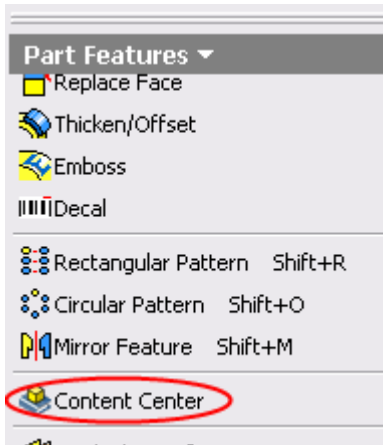 Part Features
Replace Face
Thicken/Offset
Emboss
Decal
Rectangular Pattern Shift+R
Circular Pattern Shift+O
Mirror Feature Shift+M
Content Center